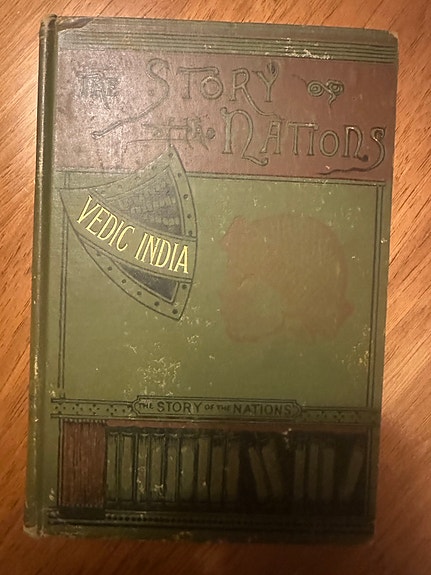 THE STORY OF
THE NATIONS
VEDIC INDIA
THE STORY OF THE NATIONS